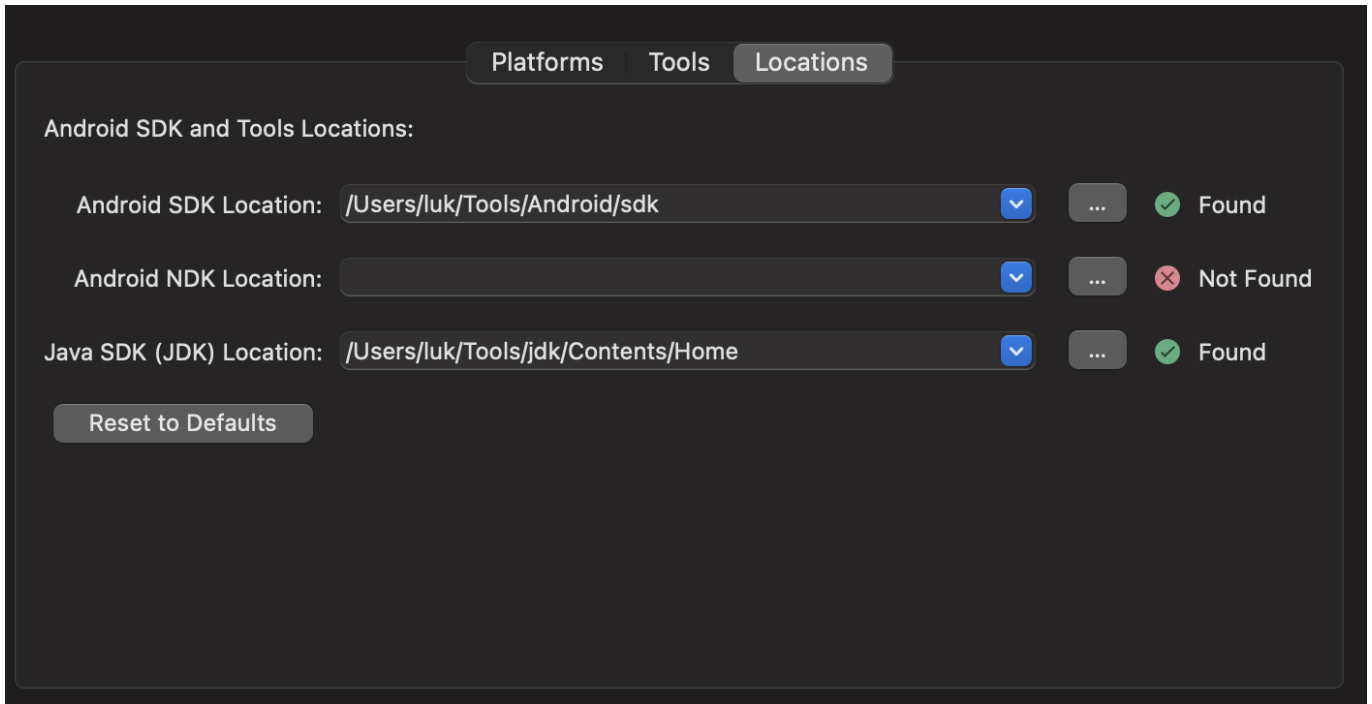 Platforms Tools Locations
Android SDK and Tools Locations:
Android SDK Location: /Users/luk/Tools/Android/sdk ... Found
Android NDK Location: ... Not Found
Java SDK (JDK) Location: /Users/luk/Tools/jdk/Contents/Home ... Found
Reset to Defaults